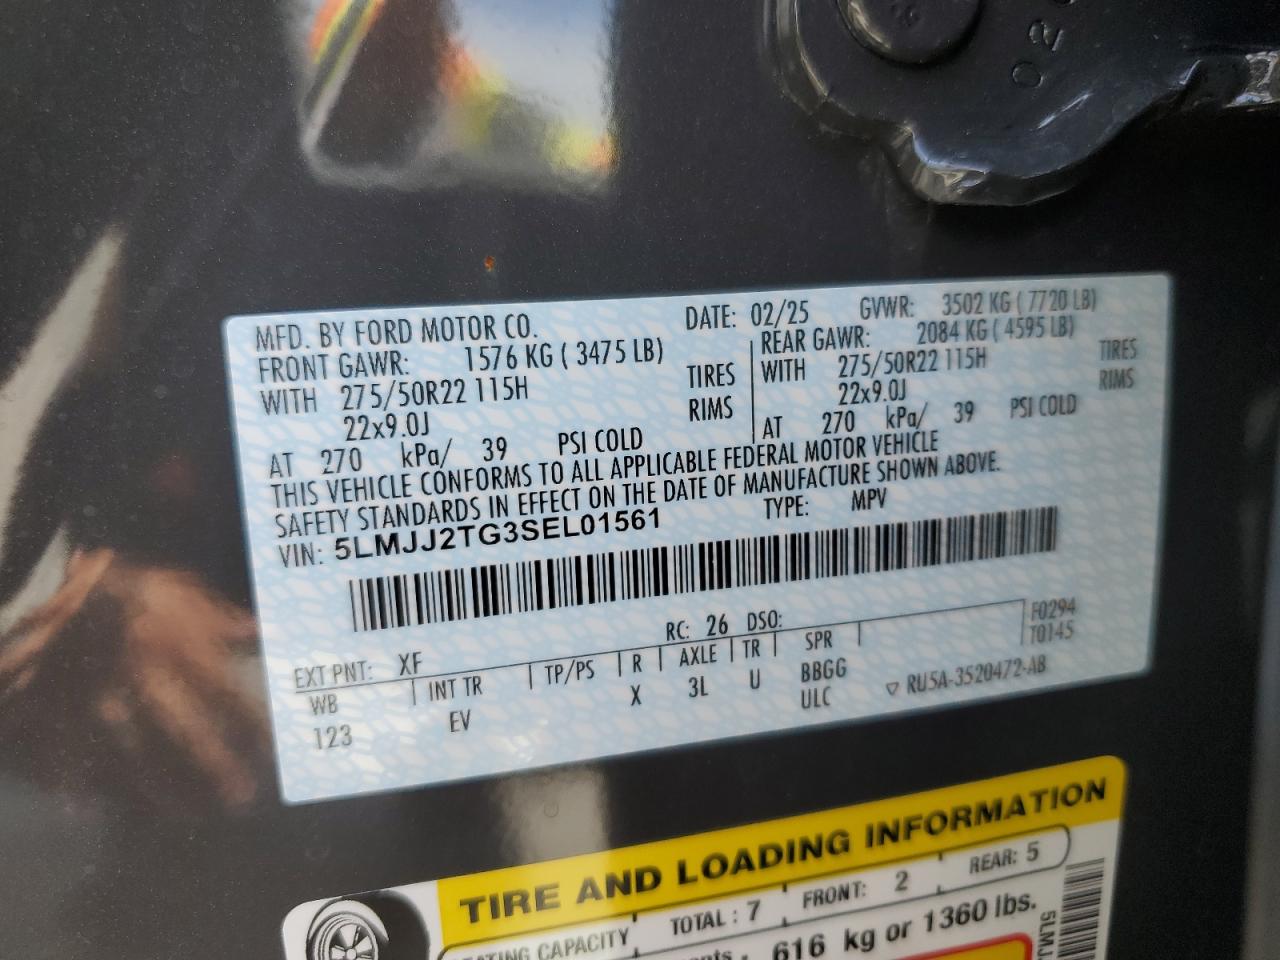 02
MFD. BY FORD MOTOR CO. DATE: 02/25 GVWR: 3502 KG ( 7720 LB)
FRONT GAWR: 1576 KG ( 3475 LB) REAR GAWR: 2084 KG ( 4595 LB)
WITH 275/50R22 115H TIRES WITH 275/50R22 115H TIRES
22x9.0J RIMS 22x9.0J RIMS
AT 270 kPa/ 39 PSI COLD AT 270 kPa/ 39 PSI COLD
THIS VEHICLE CONFORMS TO ALL APPLICABLE FEDERAL MOTOR VEHICLE
SAFETY STANDARDS IN EFFECT ON THE DATE OF MANUFACTURE SHOWN ABOVE.
VIN: 5LMJJ2TG3SEL01561 TYPE: MPV
EXT PNT: XF RC: 26 DSO: F0294
WB INT TR TP/PS R AXLE TR SPR T0145
123 EV X 3L U BBGG
ULC ▽ RU5A-3520472-AB
TIRE AND LOADING INFORMATION
SEATING CAPACITY TOTAL : 7 FRONT: 2 REAR: 5
616 kg or 1360 lbs.
5LMJ